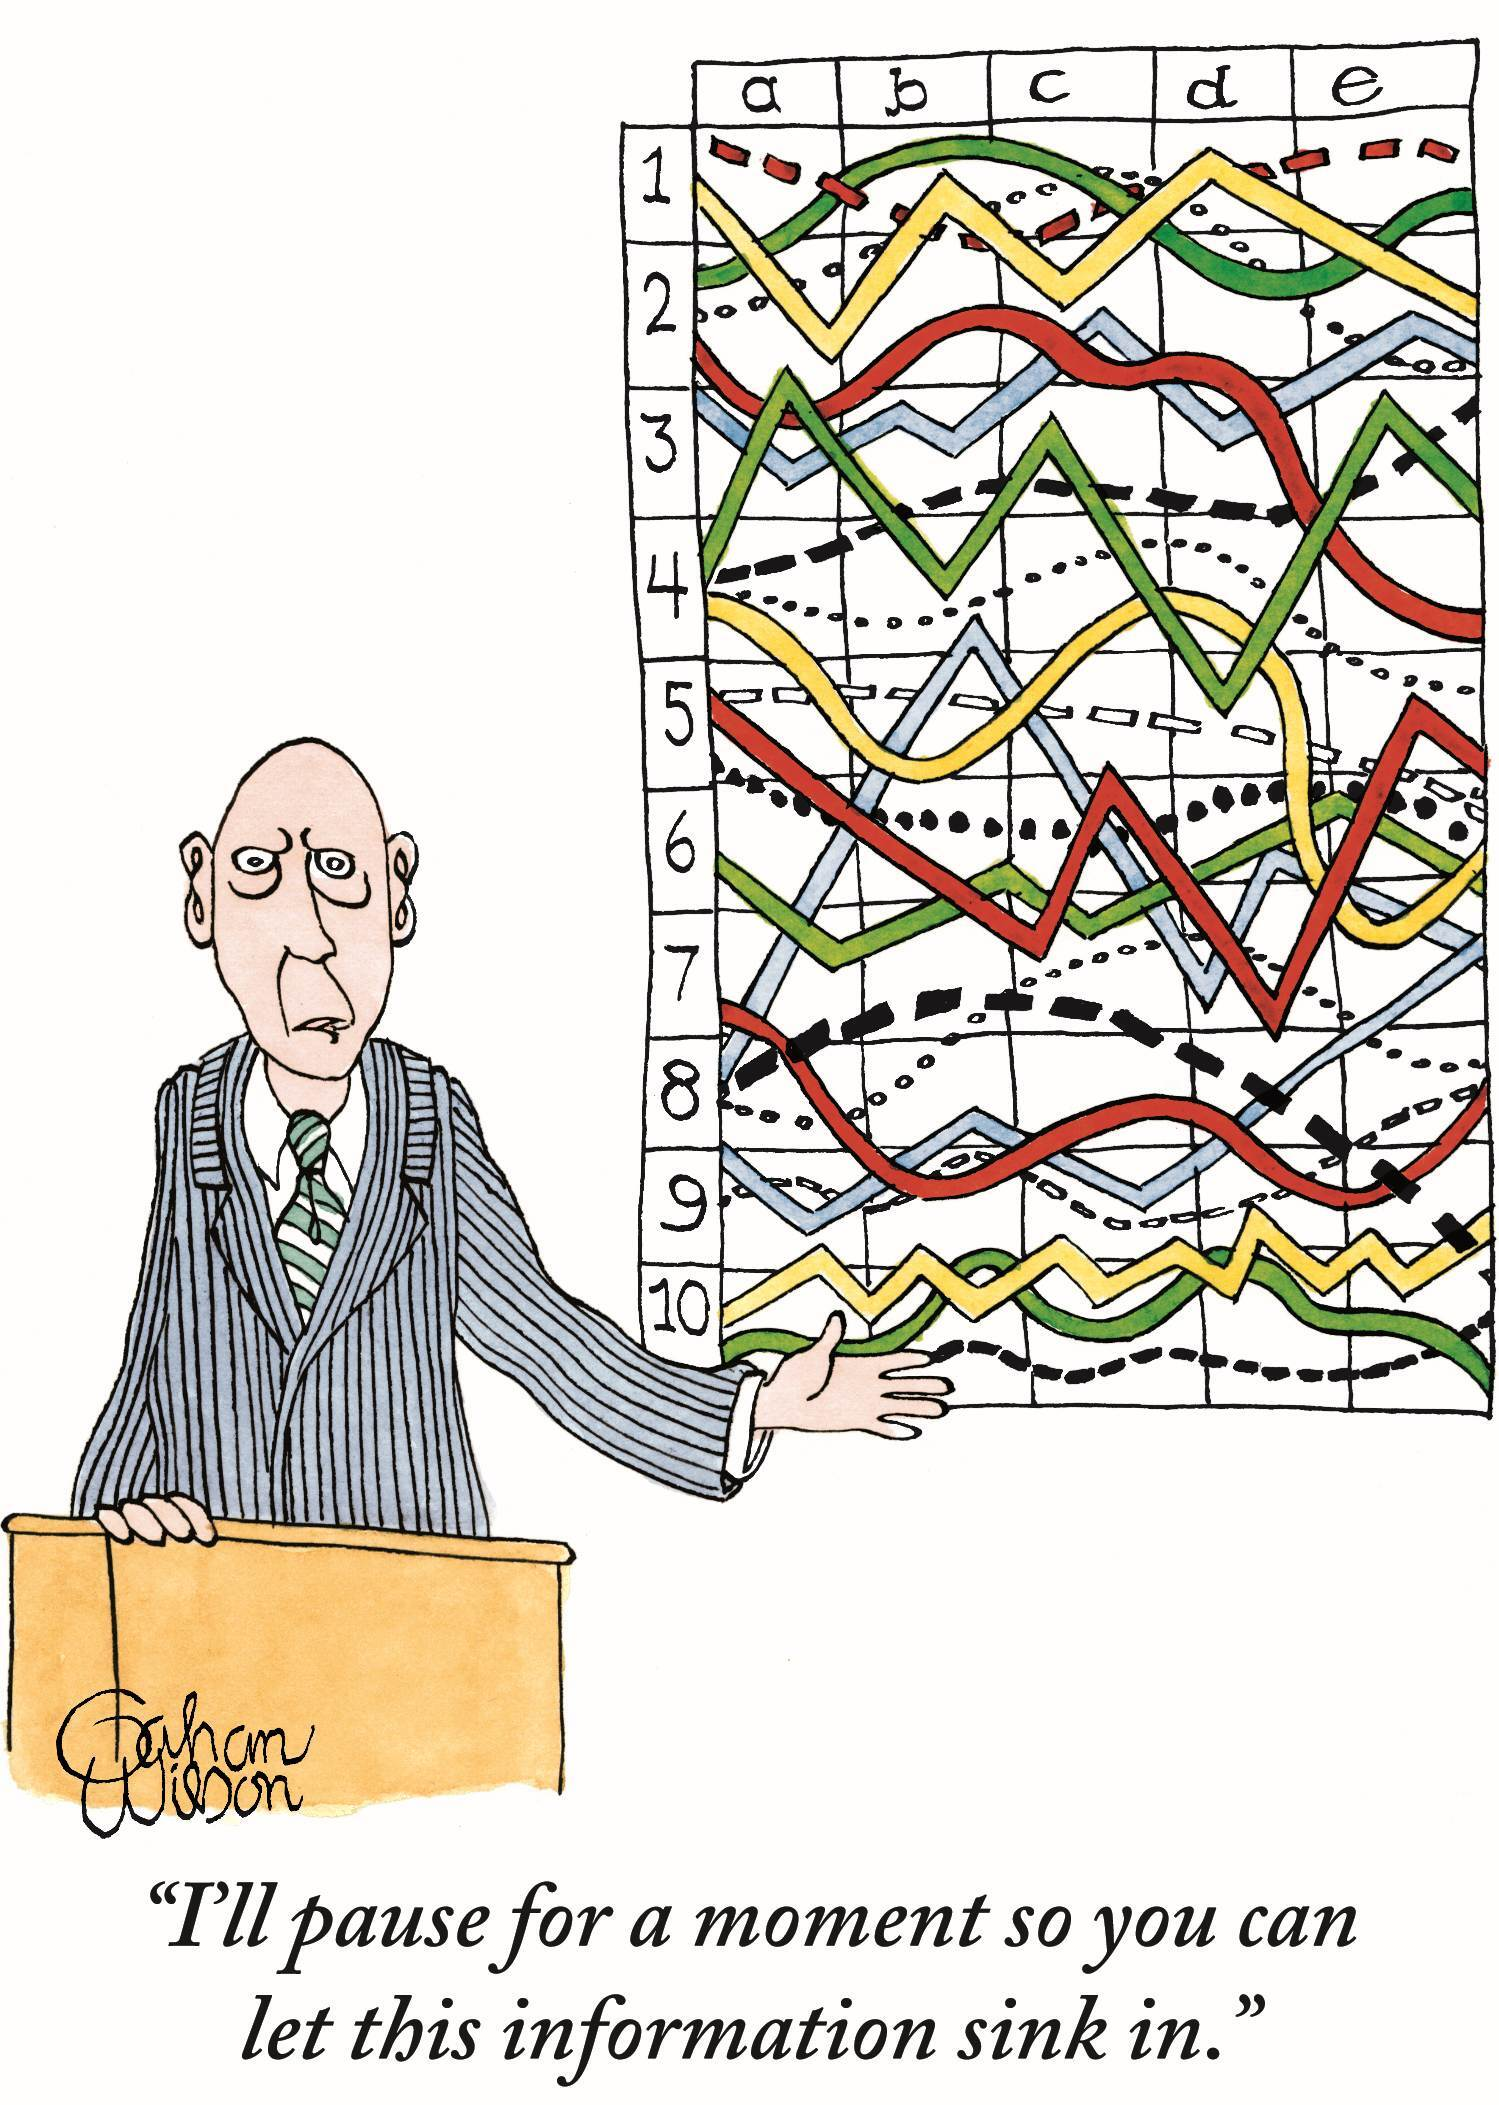 a b c d e
1
2
3
4
5
6
7
8
9
10
Gahan
Wilson
“I’ll pause for a moment so you can
let this information sink in.”